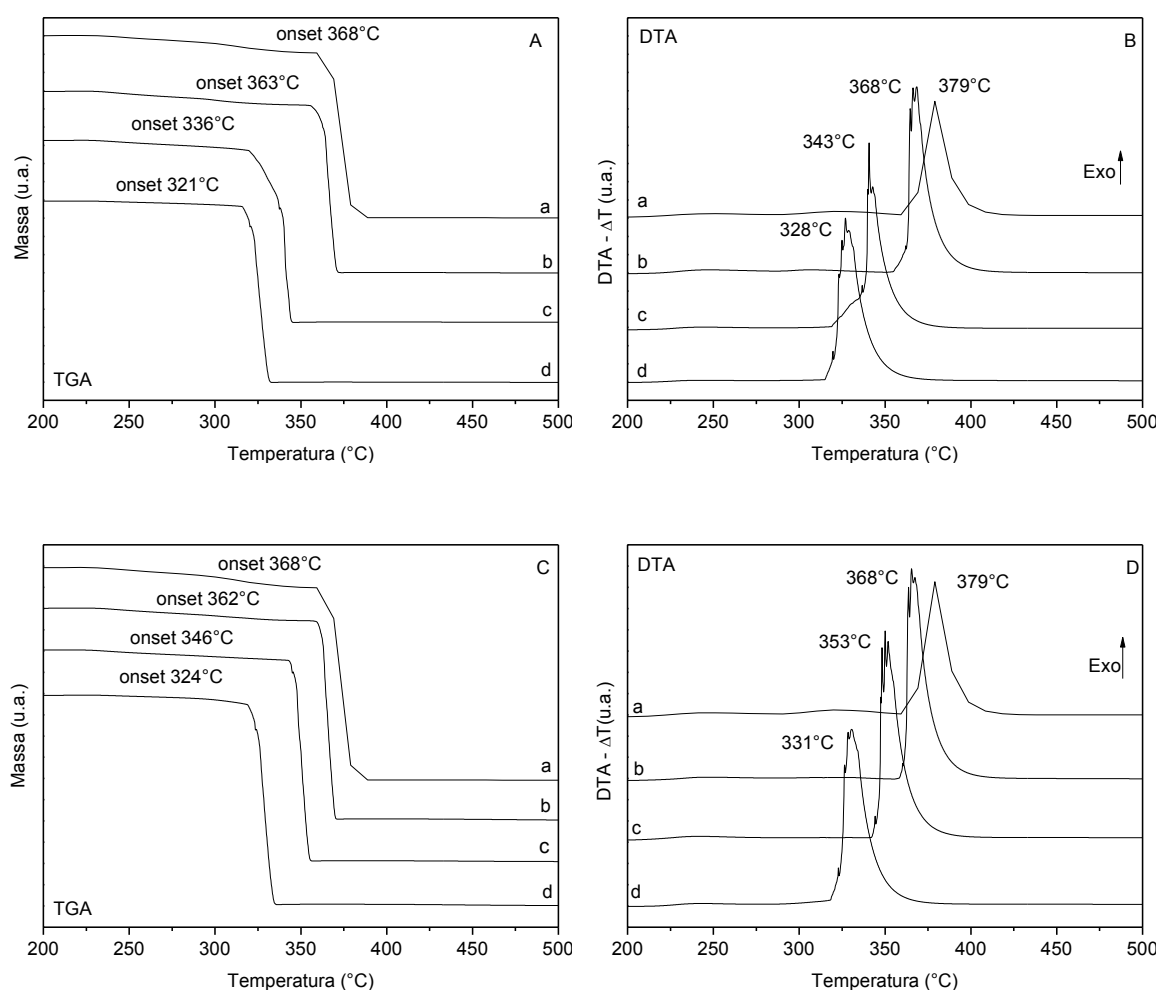 onset 368°C
A
onset 363°C
onset 336°C
onset 321°C
a
b
c
d
TGA
Massa (u.a.)
200 250 300 350 400 450 500
Temperatura (°C)
DTA
B
368°C 379°C
343°C
Exo
328°C
a
b
c
d
DTA - ΔT (u.a.)
200 250 300 350 400 450 500
Temperatura (°C)
onset 368°C
C
onset 362°C
onset 346°C
onset 324°C
a
b
c
d
TGA
Massa (u.a.)
200 250 300 350 400 450 500
Temperatura (°C)
DTA
D
368°C 379°C
353°C
Exo
331°C
a
b
c
d
DTA - ΔT(u.a.)
200 250 300 350 400 450 500
Temperatura (°C)